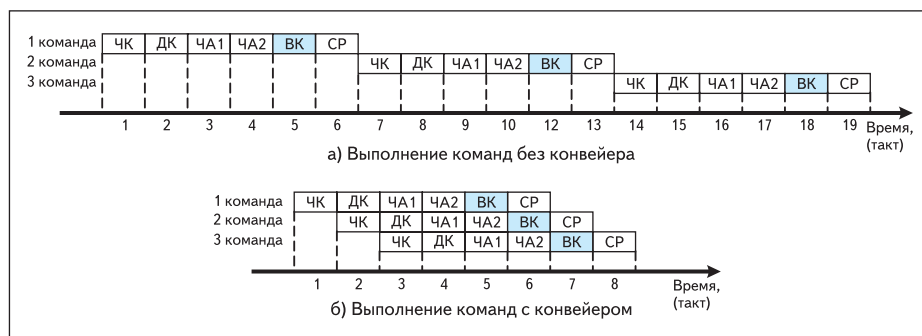 1 команда ЧК ДК ЧА1 ЧА2 ВК СР
2 команда ЧК ДК ЧА1 ЧА2 ВК СР
3 команда ЧК ДК ЧА1 ЧА2 ВК СР
1 2 3 4 5 6 7 8 9 10 12 13 14 15 16 17 18 19 Время,
(такт)
а) Выполнение команд без конвейера
1 команда ЧК ДК ЧА1 ЧА2 ВК СР
2 команда ЧК ДК ЧА1 ЧА2 ВК СР
3 команда ЧК ДК ЧА1 ЧА2 ВК СР
1 2 3 4 5 6 7 8 Время,
(такт)
б) Выполнение команд с конвейером